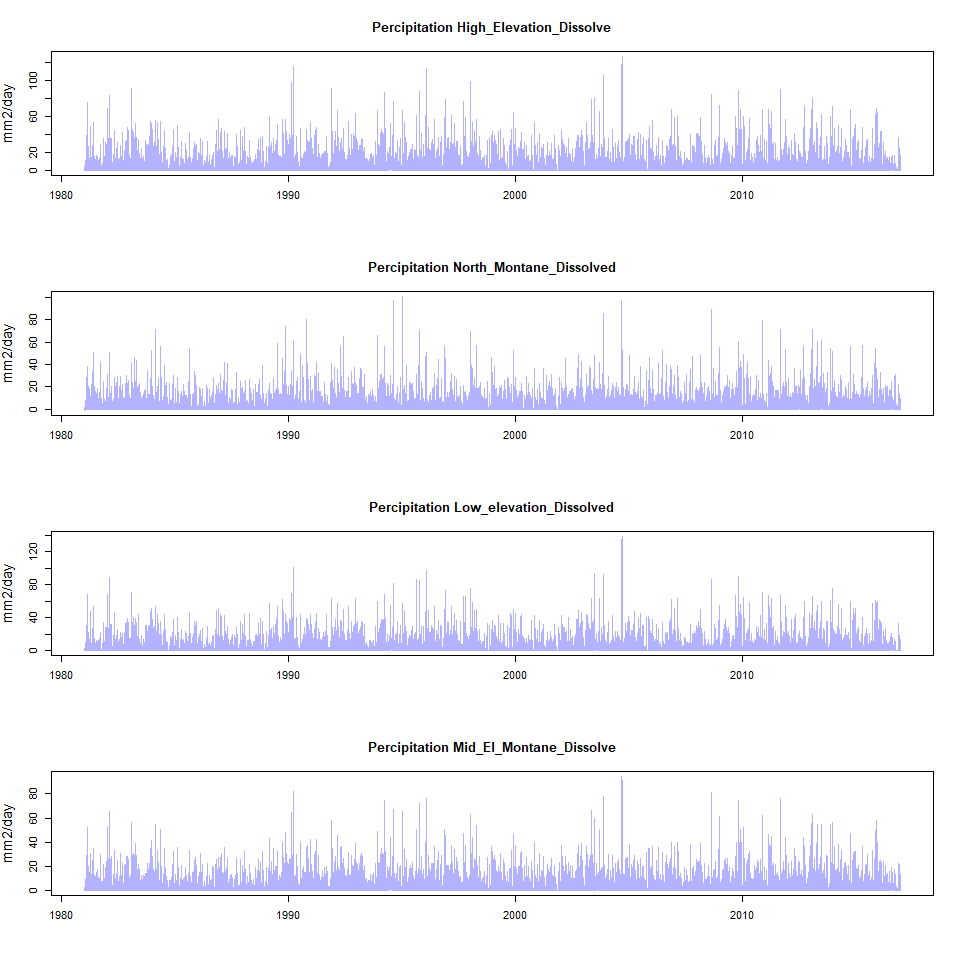 Percipitation High_Elevation_Dissolve
mm2/day
0 20 60 100
1980 1990 2000 2010
Percipitation North_Montane_Dissolved
mm2/day
0 20 40 60 80
1980 1990 2000 2010
Percipitation Low_elevation_Dissolved
mm2/day
0 40 80 120
1980 1990 2000 2010
Percipitation Mid_El_Montane_Dissolve
mm2/day
0 20 40 60 80
1980 1990 2000 2010